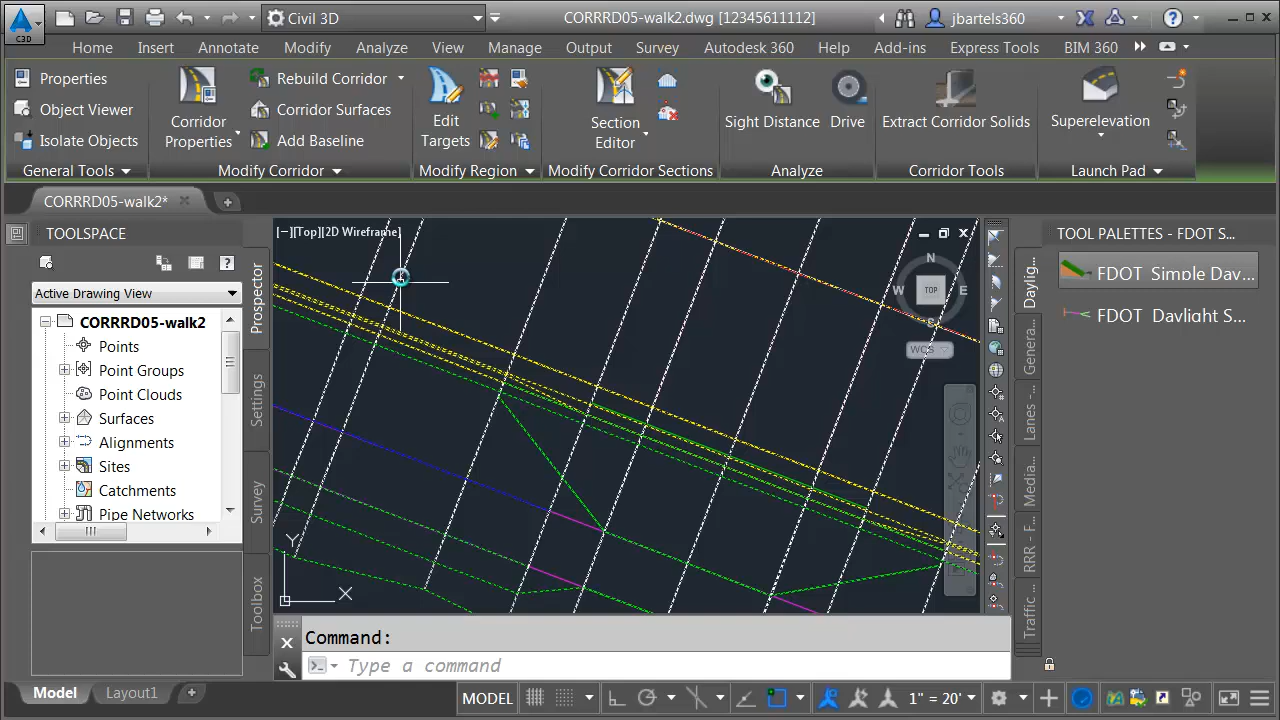 C3D
Civil 3D
CORRRD05-walk2.dwg [12345611112]
jbartels360
Home Insert Annotate Modify Analyze View Manage Output Survey Autodesk 360 Help Add-ins Express Tools BIM 360
Properties
Object Viewer
Isolate Objects
General Tools
Corridor
Properties
Rebuild Corridor
Corridor Surfaces
Add Baseline
Modify Corridor
Edit
Targets
Modify Region
Section
Editor
Modify Corridor Sections
Sight Distance
Drive
Analyze
Extract Corridor Solids
Corridor Tools
Superelevation
Launch Pad
CORRRD05-walk2*
TOOLSPACE
Active Drawing View
CORRRD05-walk2
Points
Point Groups
Point Clouds
Surfaces
Alignments
Sites
Catchments
Pipe Networks
Prospector
Settings
Survey
Toolbox
[−][Top][2D Wireframe]
N
W
TOP
E
S
WCS
Y
X
Command:
Type a command
TOOL PALETTES - FDOT S...
FDOT Simple Dav...
FDOT Daylight S...
Daylig...
Genera...
Lanes -...
Media...
RRR - F...
Traffic ...
Model
Layout1
MODEL
1" = 20'